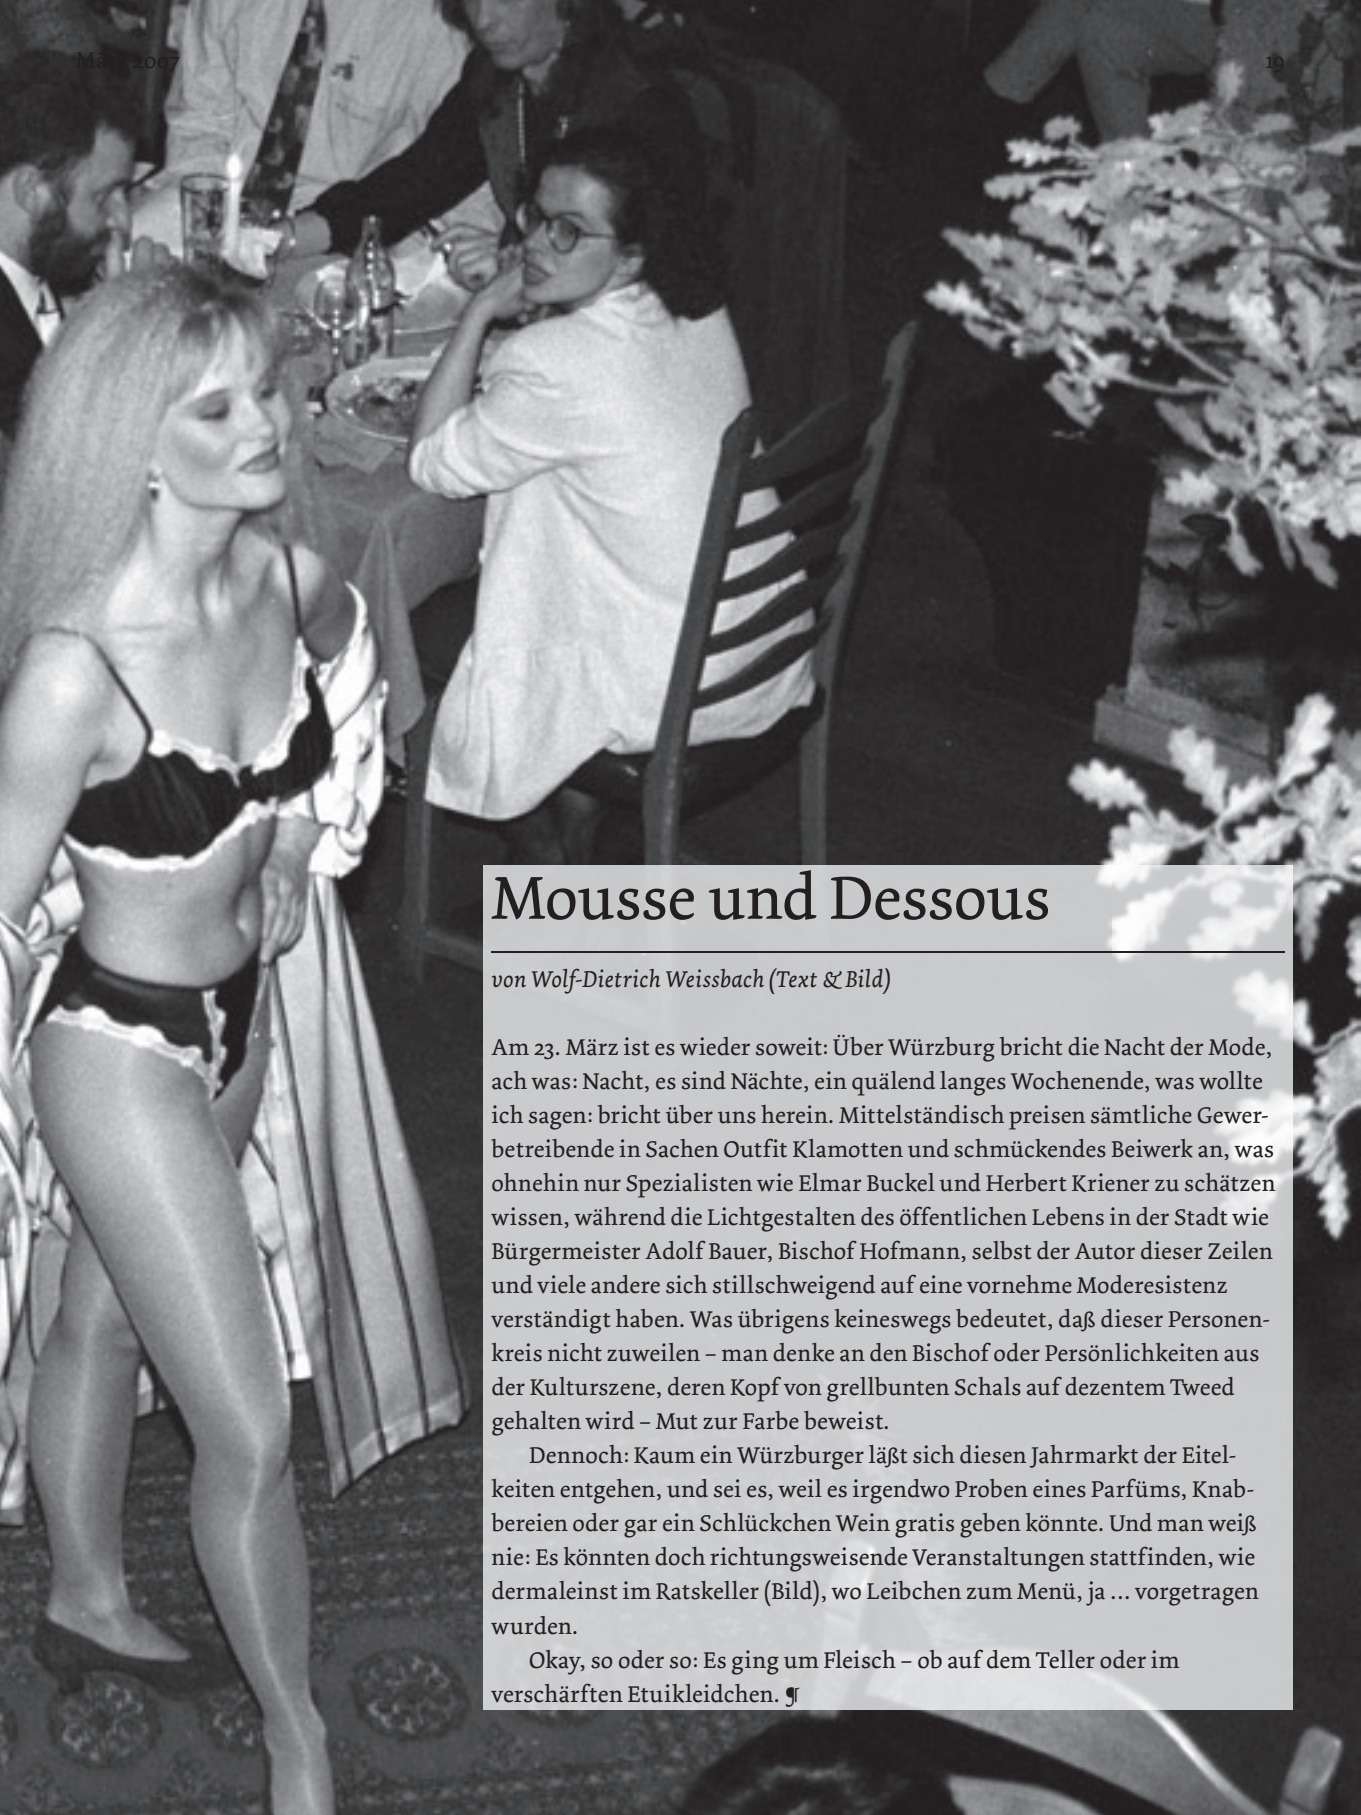 März 2007
19
Mousse und Dessous
von Wolf-Dietrich Weissbach (Text & Bild)
Am 23. März ist es wieder soweit: Über Würzburg bricht die Nacht der Mode,
ach was: Nacht, es sind Nächte, ein quälend langes Wochenende, was wollte
ich sagen: bricht über uns herein. Mittelständisch preisen sämtliche Gewer-
betreibende in Sachen Outfit Klamotten und schmückendes Beiwerk an, was
ohnehin nur Spezialisten wie Elmar Buckel und Herbert Kriener zu schätzen
wissen, während die Lichtgestalten des öffentlichen Lebens in der Stadt wie
Bürgermeister Adolf Bauer, Bischof Hofmann, selbst der Autor dieser Zeilen
und viele andere sich stillschweigend auf eine vornehme Moderesistenz
verständigt haben. Was übrigens keineswegs bedeutet, daß dieser Personen-
kreis nicht zuweilen – man denke an den Bischof oder Persönlichkeiten aus
der Kulturszene, deren Kopf von grellbunten Schals auf dezentem Tweed
gehalten wird – Mut zur Farbe beweist.
Dennoch: Kaum ein Würzburger läßt sich diesen Jahrmarkt der Eitel-
keiten entgehen, und sei es, weil es irgendwo Proben eines Parfüms, Knab-
bereien oder gar ein Schlückchen Wein gratis geben könnte. Und man weiß
nie: Es könnten doch richtungsweisende Veranstaltungen stattfinden, wie
dermaleinst im Ratskeller (Bild), wo Leibchen zum Menü, ja ... vorgetragen
wurden.
Okay, so oder so: Es ging um Fleisch – ob auf dem Teller oder im
verschärften Etuikleidchen. ¶